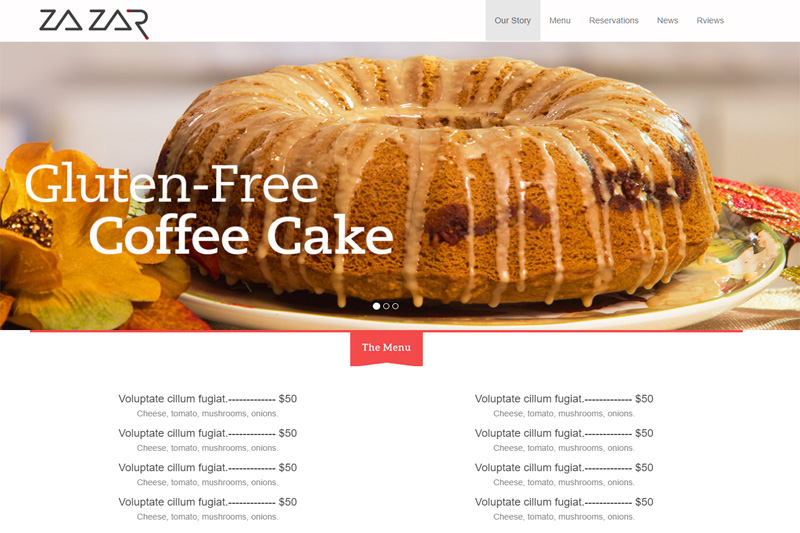 ZAZAR
Our Story Menu Reservations News Rviews
Gluten-Free
Coffee Cake
The Menu
Voluptate cillum fugiat.------------- $50
Cheese, tomato, mushrooms, onions.
Voluptate cillum fugiat.------------- $50
Cheese, tomato, mushrooms, onions.
Voluptate cillum fugiat.------------- $50
Cheese, tomato, mushrooms, onions.
Voluptate cillum fugiat.------------- $50
Cheese, tomato, mushrooms, onions.
Voluptate cillum fugiat.------------- $50
Cheese, tomato, mushrooms, onions.
Voluptate cillum fugiat.------------- $50
Cheese, tomato, mushrooms, onions.
Voluptate cillum fugiat.------------- $50
Cheese, tomato, mushrooms, onions.
Voluptate cillum fugiat.------------- $50
Cheese, tomato, mushrooms, onions.